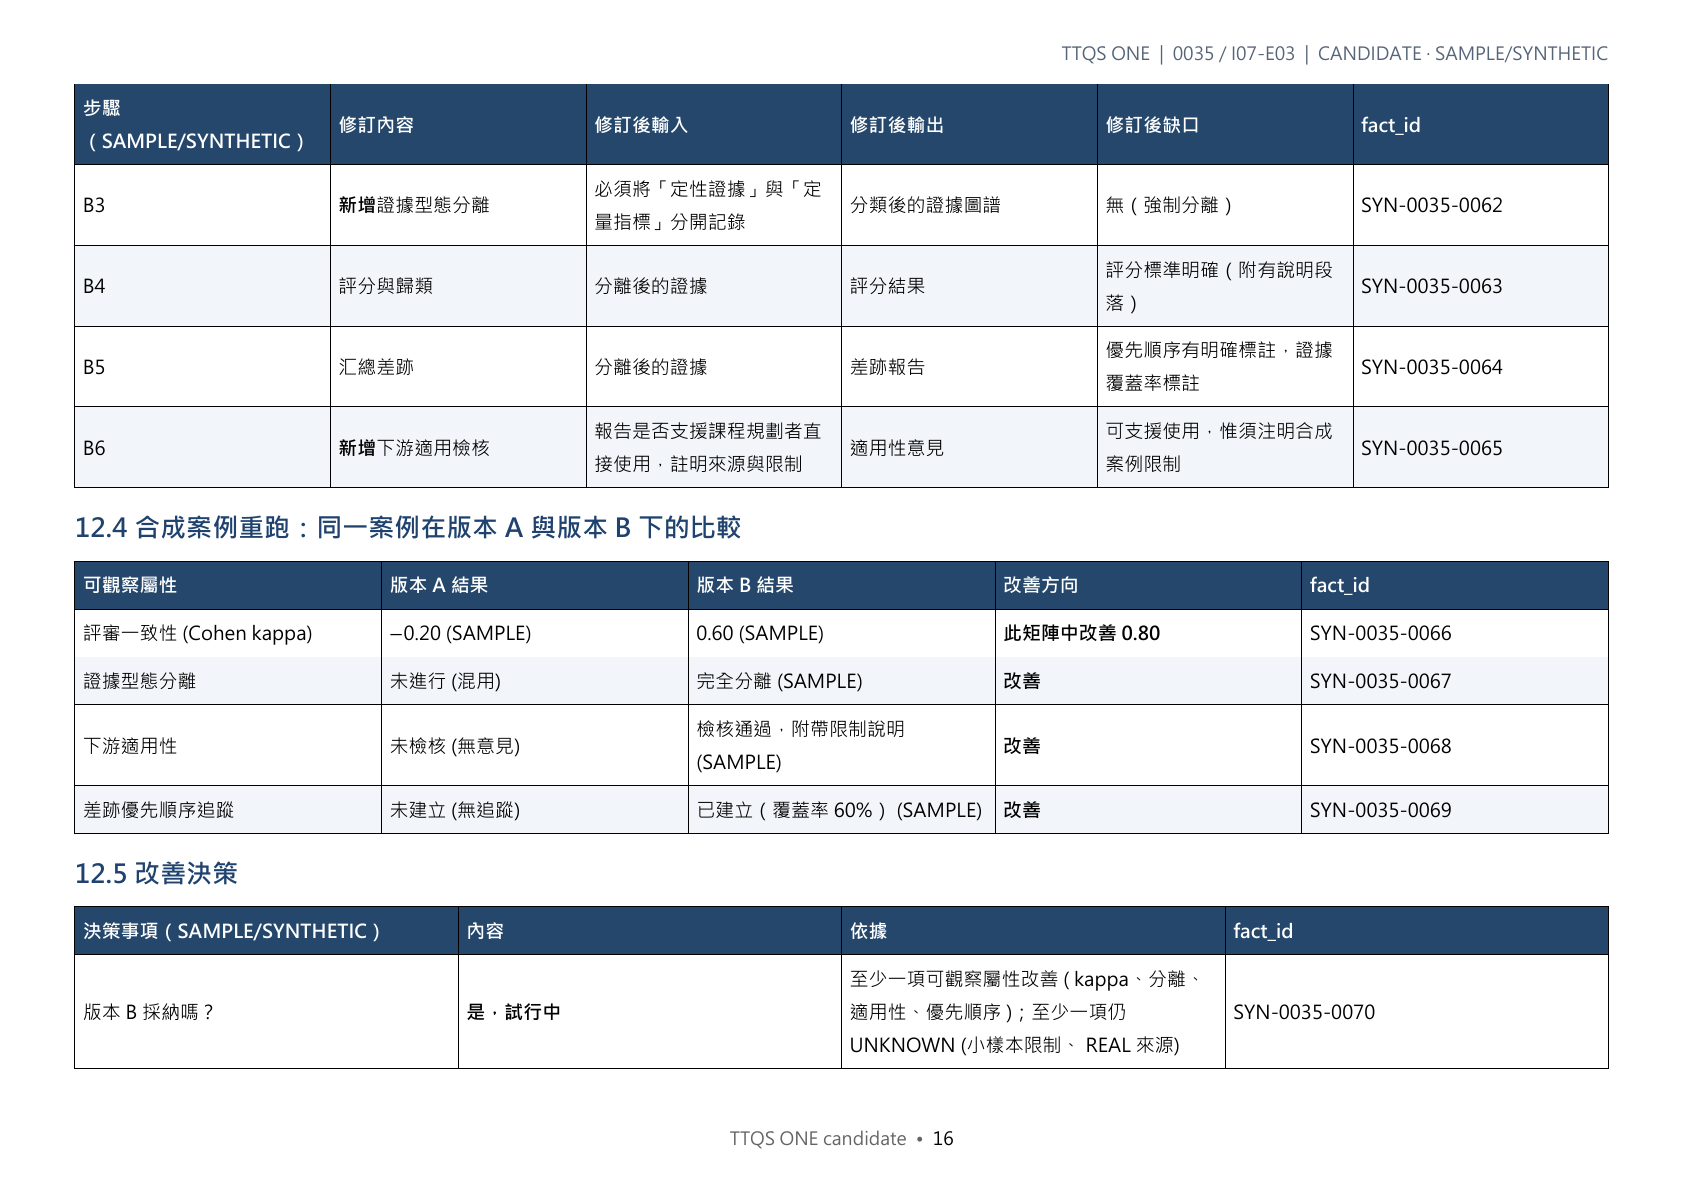 TTQS ONE | 0035 / I07-E03 | CANDIDATE · SAMPLE/SYNTHETIC
步驟
（SAMPLE/SYNTHETIC）
修訂內容
修訂後輸入
修訂後輸出
修訂後缺口
fact_id
B3
新增證據型態分離
必須將「定性證據」與「定
量指標」分開記錄
分類後的證據圖譜
無（強制分離）
SYN-0035-0062
B4
評分與歸類
分離後的證據
評分結果
評分標準明確（附有說明段
落）
SYN-0035-0063
B5
汇總差跡
分離後的證據
差跡報告
優先順序有明確標註，證據
覆蓋率標註
SYN-0035-0064
B6
新增下游適用檢核
報告是否支援課程規劃者直
接使用，註明來源與限制
適用性意見
可支援使用，惟須注明合成
案例限制
SYN-0035-0065
12.4 合成案例重跑：同一案例在版本 A 與版本 B 下的比較
可觀察屬性
版本 A 結果
版本 B 結果
改善方向
fact_id
評審一致性 (Cohen kappa)
−0.20 (SAMPLE)
0.60 (SAMPLE)
此矩陣中改善 0.80
SYN-0035-0066
證據型態分離
未進行 (混用)
完全分離 (SAMPLE)
改善
SYN-0035-0067
下游適用性
未檢核 (無意見)
檢核通過，附帶限制說明
(SAMPLE)
改善
SYN-0035-0068
差跡優先順序追蹤
未建立 (無追蹤)
已建立（覆蓋率 60%） (SAMPLE)
改善
SYN-0035-0069
12.5 改善決策
決策事項（SAMPLE/SYNTHETIC）
內容
依據
fact_id
版本 B 採納嗎？
是，試行中
至少一項可觀察屬性改善（kappa、分離、
適用性、優先順序）；至少一項仍
UNKNOWN (小樣本限制、 REAL 來源)
SYN-0035-0070
TTQS ONE candidate • 16